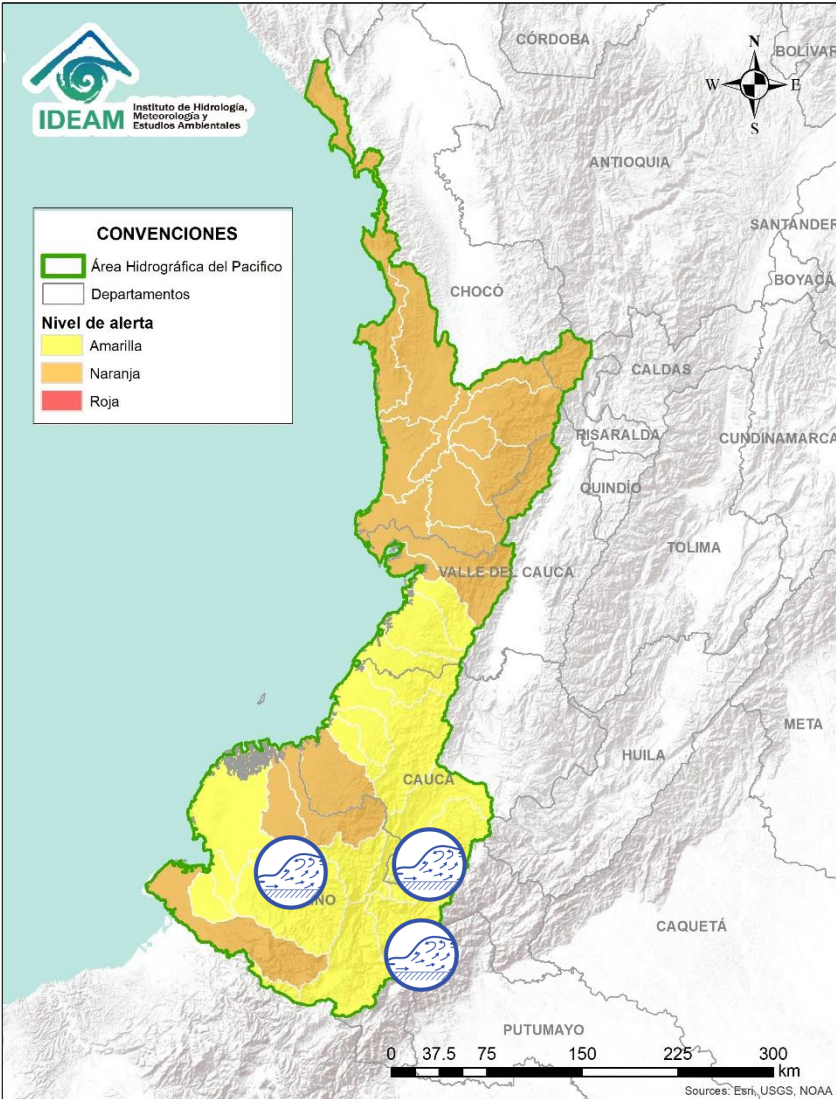 IDEAM
Instituto de Hidrología,
Meteorología y
Estudios Ambientales
CÓRDOBA
BOLÍVAR
N
W
E
S
ANTIOQUIA
SANTANDER
BOYACÁ
CONVENCIONES
Área Hidrográfica del Pacifico
Departamentos
Nivel de alerta
Amarilla
Naranja
Roja
CHOCÓ
CALDAS
RISARALDA
CUNDINAMARCA
QUINDÍO
TOLIMA
VALLE DEL CAUCA
META
HUILA
CAUCA
NO
CAQUETÁ
PUTUMAYO
0 37.5 75 150 225 300
km
Sources: Esri, USGS, NOAA